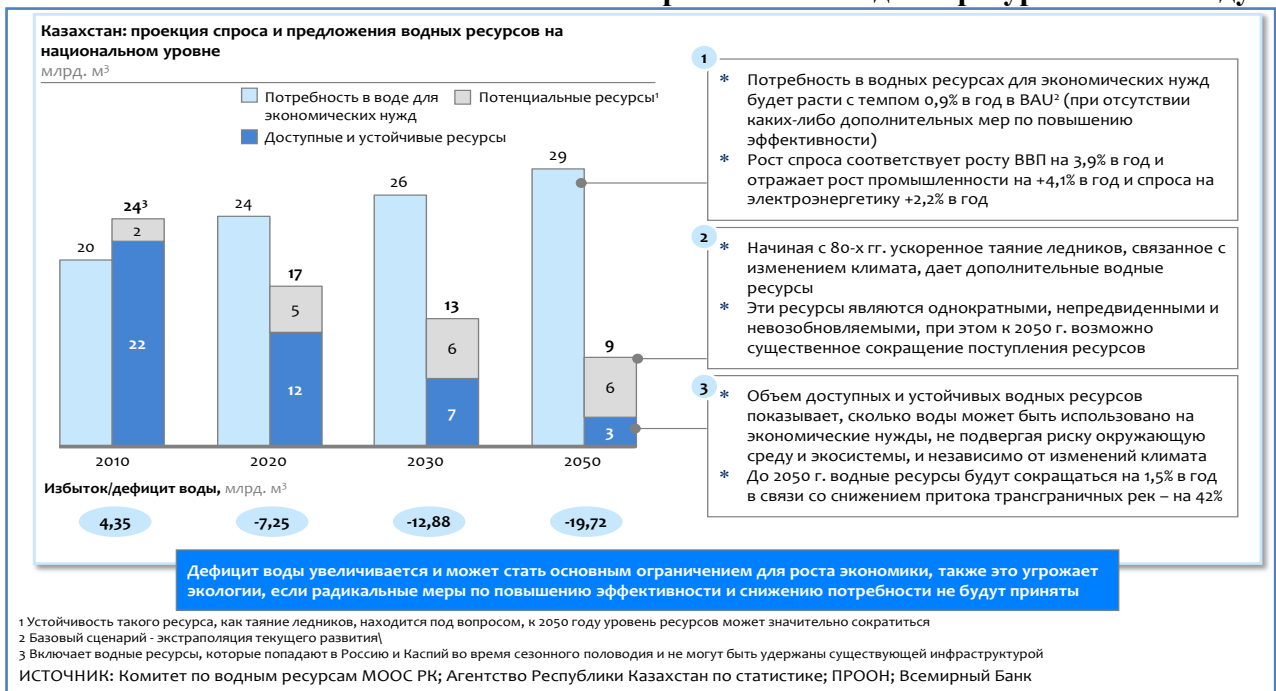 Казахстан: проекция спроса и предложения водных ресурсов на
национальном уровне
млрд. м³
Потребность в воде для
экономических нужд
Потенциальные ресурсы¹
Доступные и устойчивые ресурсы
20
24³
2
22
24
17
5
12
26
13
6
7
29
9
6
3
2010
2020
2030
2050
Избыток/дефицит воды, млрд. м³
4,35
-7,25
-12,88
-19,72
1
* Потребность в водных ресурсах для экономических нужд
будет расти с темпом 0,9% в год в BAU² (при отсутствии
каких-либо дополнительных мер по повышению
эффективности)
* Рост спроса соответствует росту ВВП на 3,9% в год и
отражает рост промышленности на +4,1% в год и спроса на
электроэнергетику +2,2% в год
2
* Начиная с 80-х гг. ускоренное таяние ледников, связанное с
изменением климата, дает дополнительные водные
ресурсы
* Эти ресурсы являются однократными, непредвиденными и
невозобновляемыми, при этом к 2050 г. возможно
существенное сокращение поступления ресурсов
3
* Объем доступных и устойчивых водных ресурсов
показывает, сколько воды может быть использовано на
экономические нужды, не подвергая риску окружающую
среду и экосистемы, и независимо от изменений климата
* До 2050 г. водные ресурсы будут сокращаться на 1,5% в год
в связи со снижением притока трансграничных рек – на 42%
Дефицит воды увеличивается и может стать основным ограничением для роста экономики, также это угрожает
экологии, если радикальные меры по повышению эффективности и снижению потребности не будут приняты
1 Устойчивость такого ресурса, как таяние ледников, находится под вопросом, к 2050 году уровень ресурсов может значительно сократиться
2 Базовый сценарий - экстраполяция текущего развития\
3 Включает водные ресурсы, которые попадают в Россию и Каспий во время сезонного половодия и не могут быть удержаны существующей инфраструктурой
ИСТОЧНИК: Комитет по водным ресурсам МООС РК; Агентство Республики Казахстан по статистике; ПРООН; Всемирный Банк